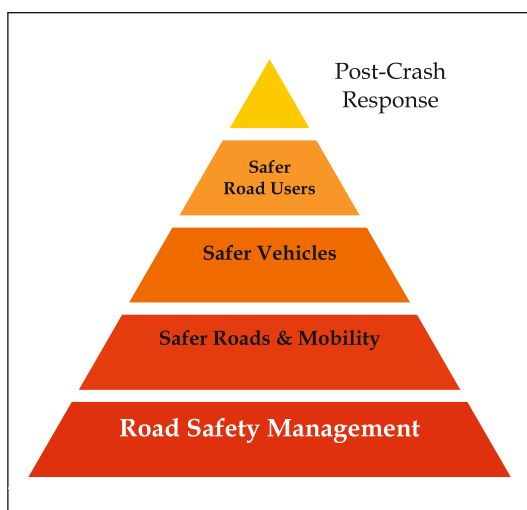 Post-Crash
Response
Safer
Road Users
Safer Vehicles
Safer Roads & Mobility
Road Safety Management